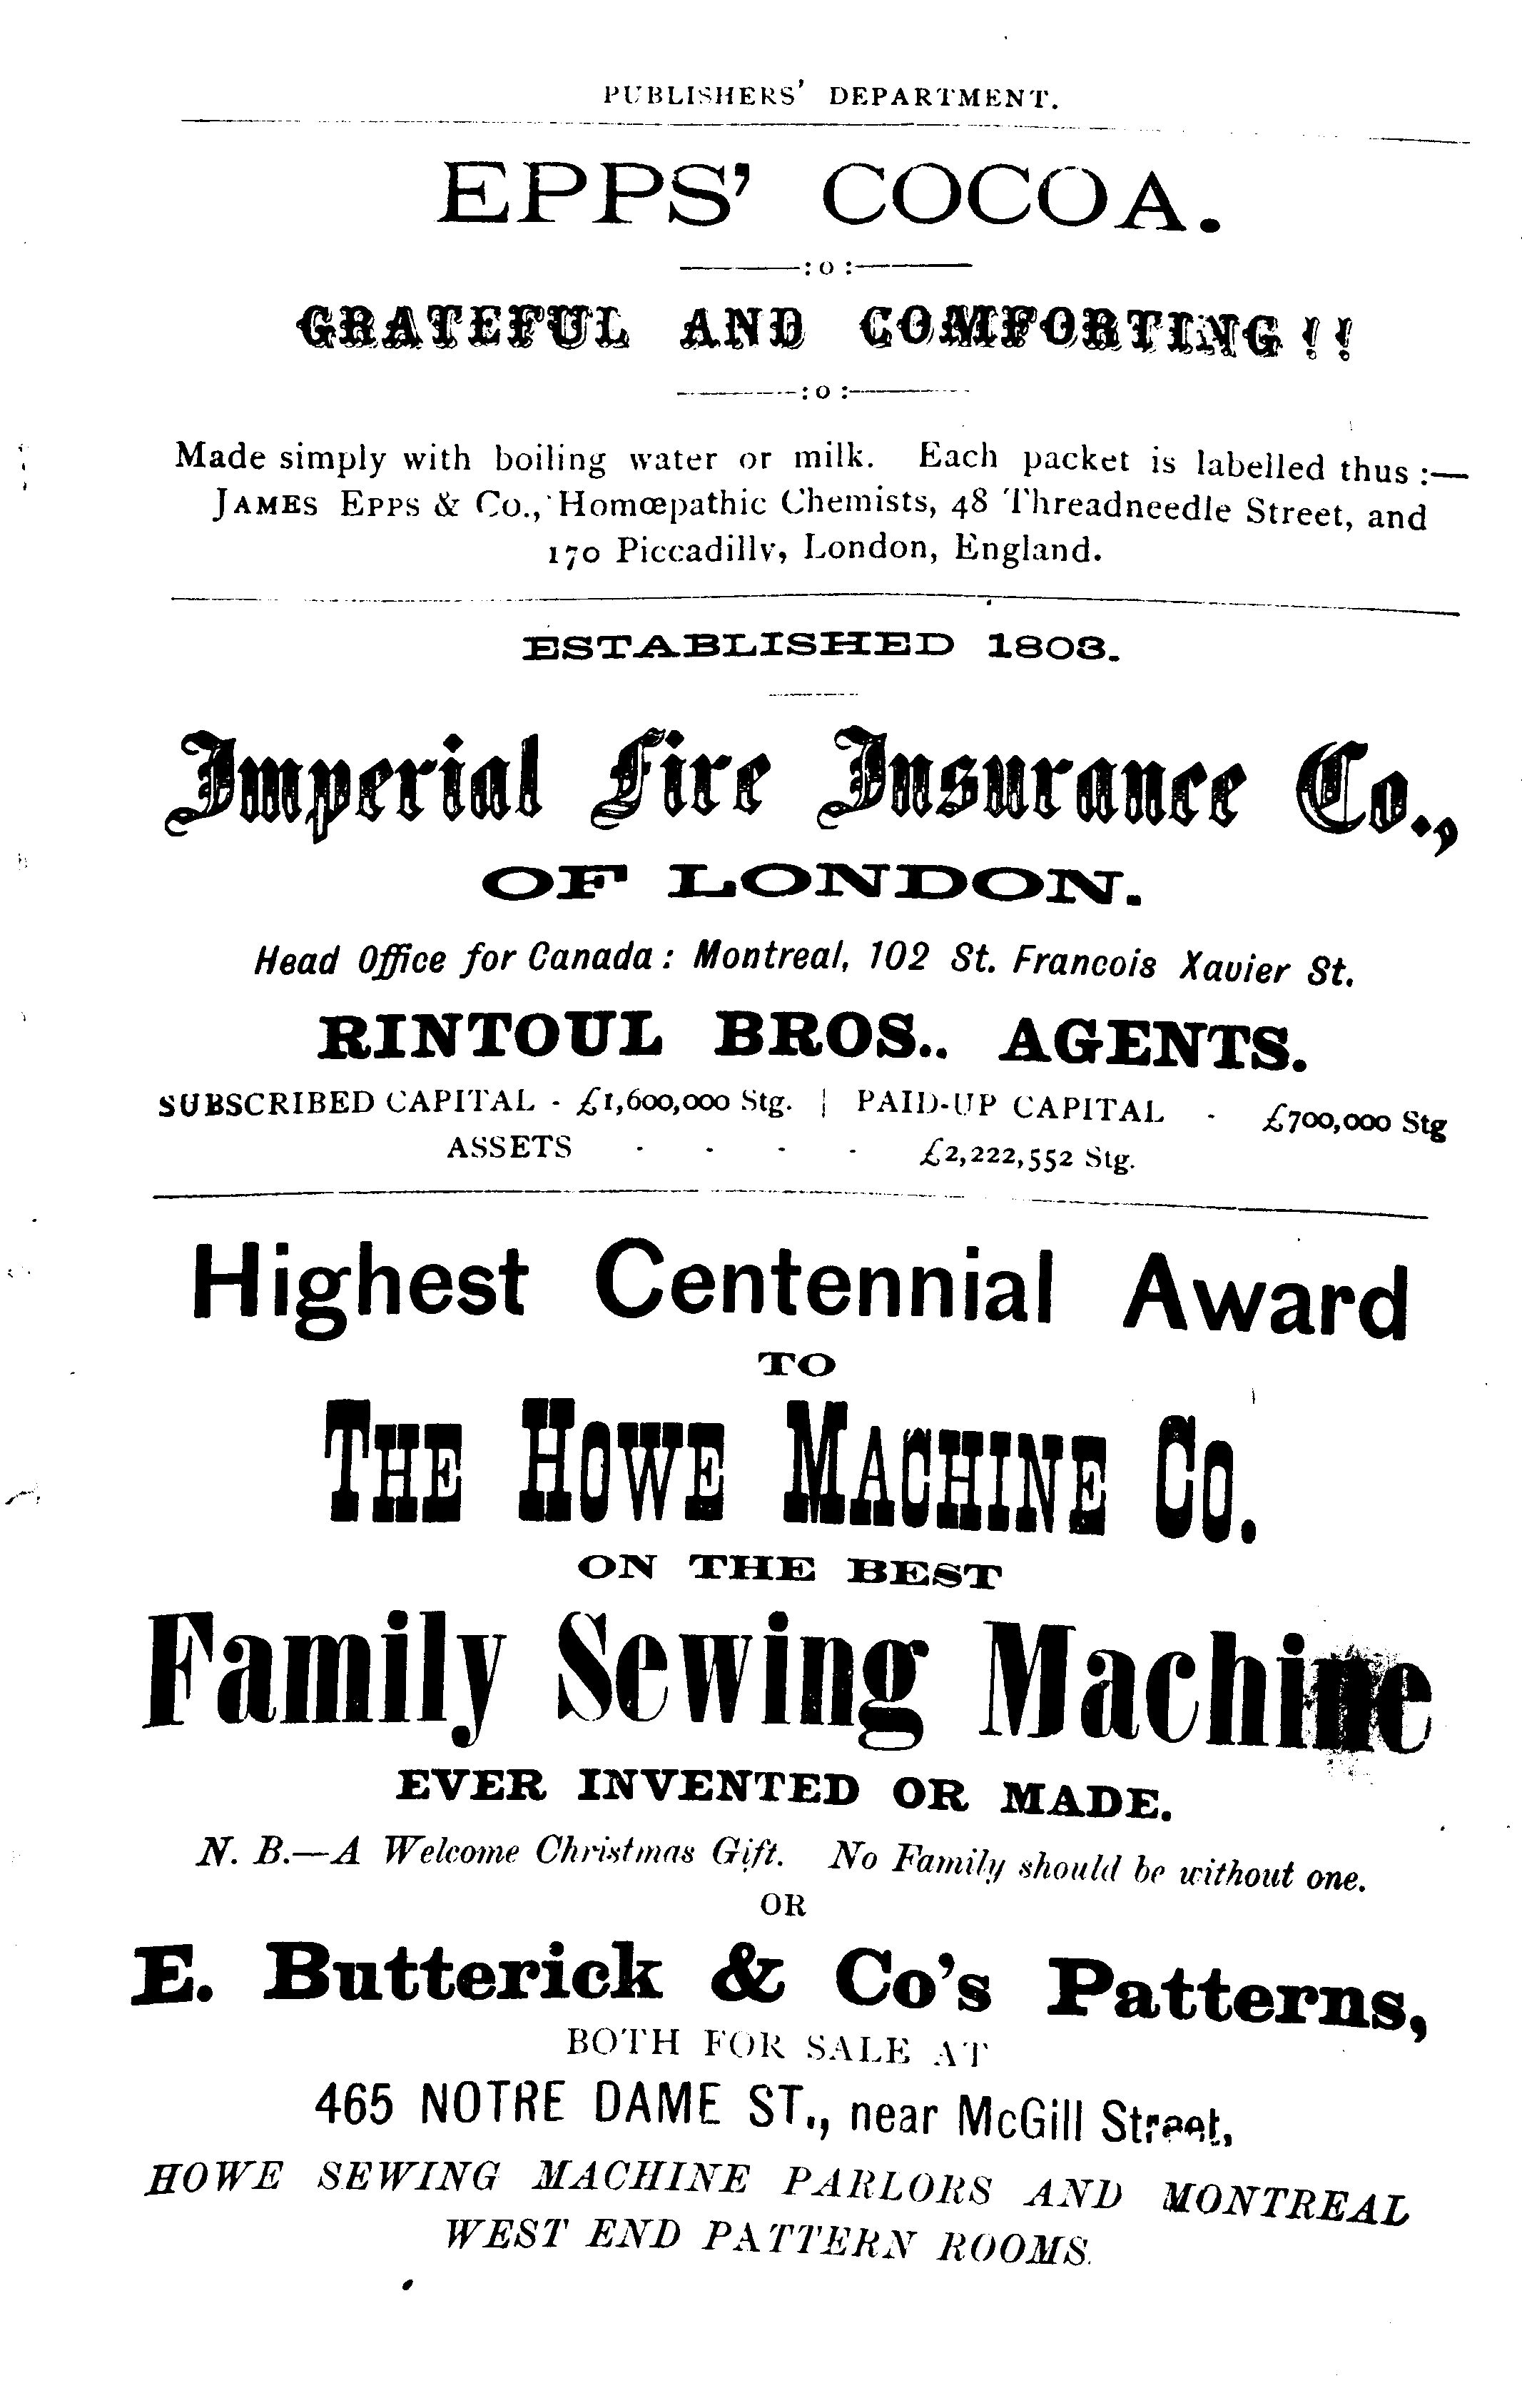 PUBLISHERS' DEPARTMENT.
EPPS' COCOA.
:o:
GRATEFUL AND COMFORTING!!
:o:
Made simply with boiling water or milk. Each packet is labelled thus:—
JAMES EPPS & Co., Homœpathic Chemists, 48 Threadneedle Street, and
170 Piccadilly, London, England.
ESTABLISHED 1803.
Imperial Fire Insurance Co.,
OF LONDON.
Head Office for Canada: Montreal, 102 St. Francois Xavier St.
RINTOUL BROS.. AGENTS.
SUBSCRIBED CAPITAL - £1,600,000 Stg. | PAID-UP CAPITAL - £700,000 Stg
ASSETS - - - - £2,222,552 Stg.
Highest Centennial Award
TO
THE HOWE MACHINE CO.
ON THE BEST
Family Sewing Machine
EVER INVENTED OR MADE.
N. B.—A Welcome Christmas Gift. No Family should be without one.
OR
E. Butterick & Co's Patterns,
BOTH FOR SALE AT
465 NOTRE DAME ST., near McGill Street,
HOWE SEWING MACHINE PARLORS AND MONTREAL
WEST END PATTERN ROOMS.